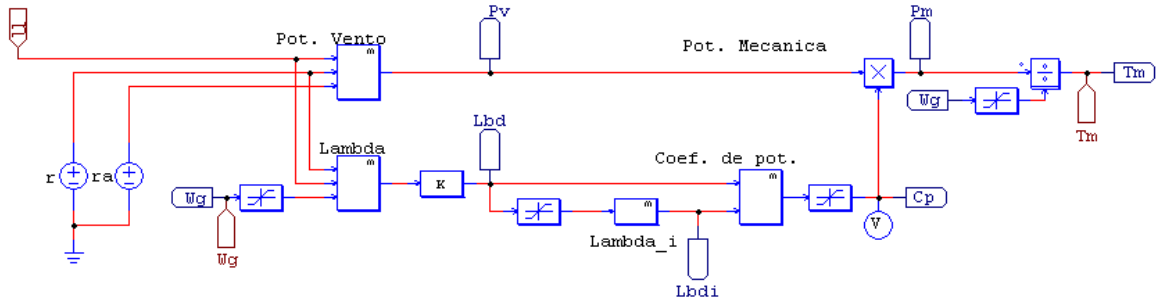 Pv
Pm
Pot. Vento
Pot. Mecanica
m
Wg
Tm
Tm
Lbd
Lambda
m
Coef. de pot.
m
r
ra
K
Wg
Cp
V
m
Wg
Lambda_i
Lbdi